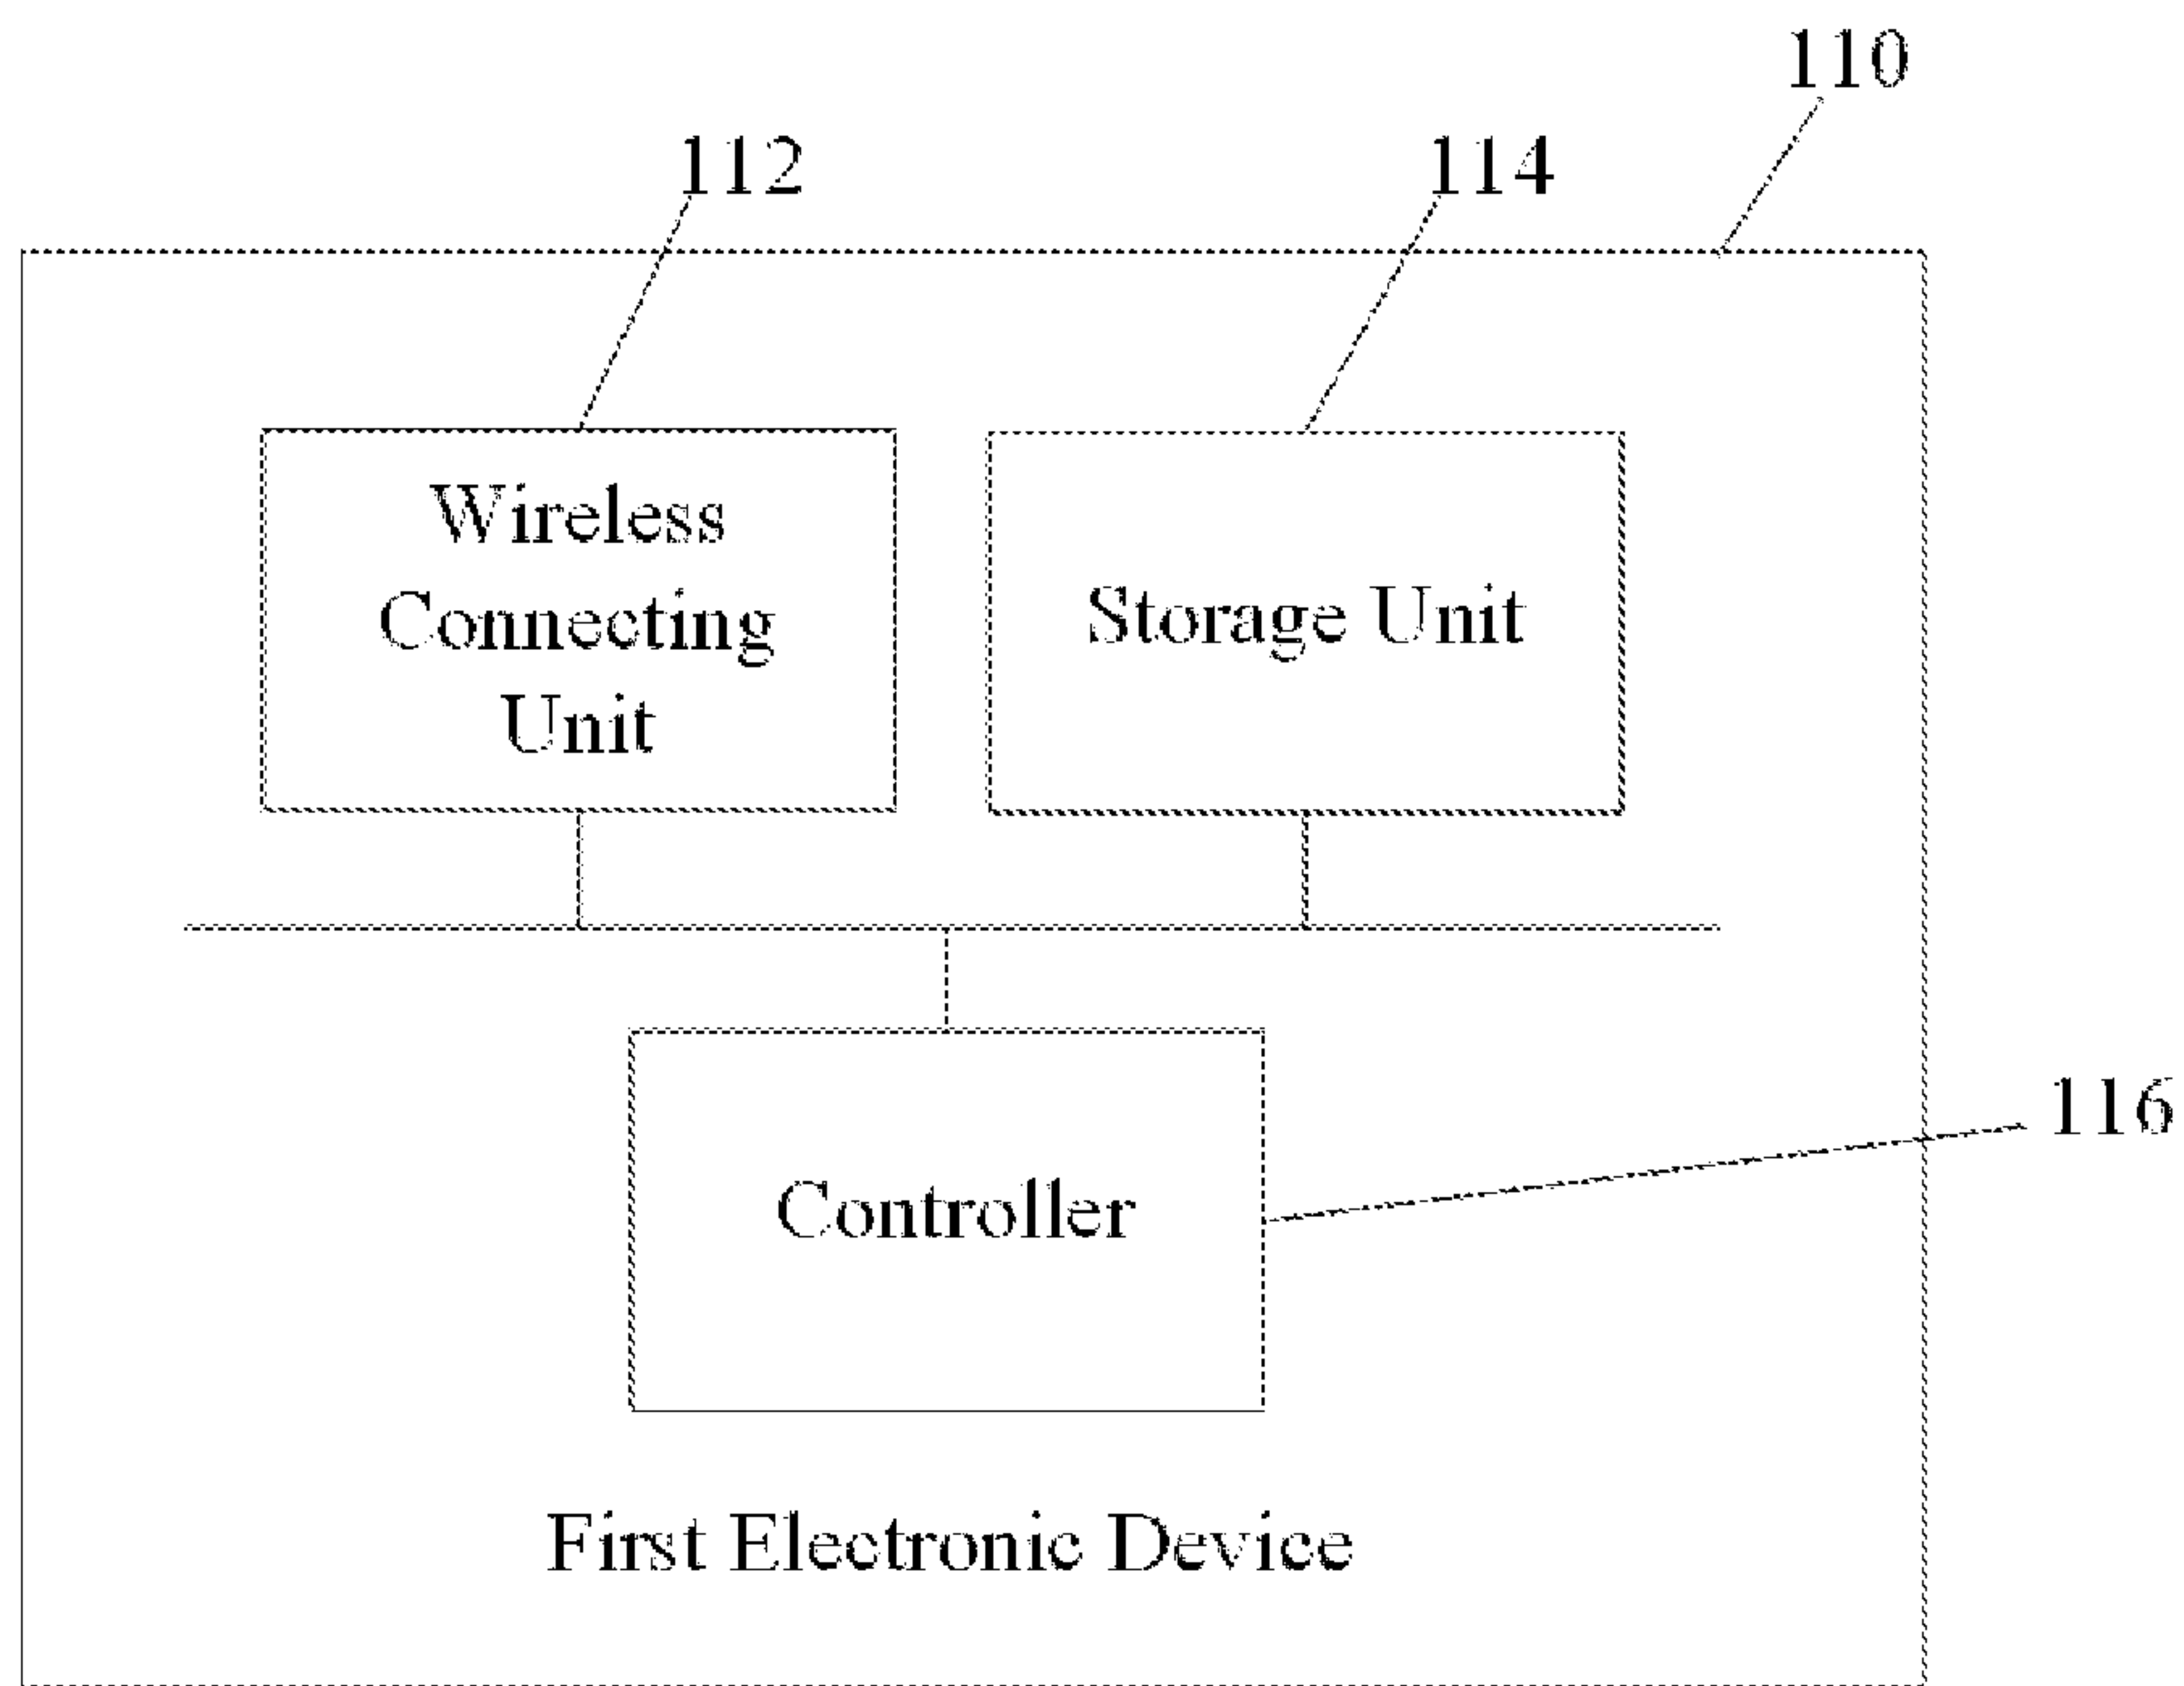 110
112
114
Wireless
Connecting
Unit
Storage Unit
116
Controller
First Electronic Device